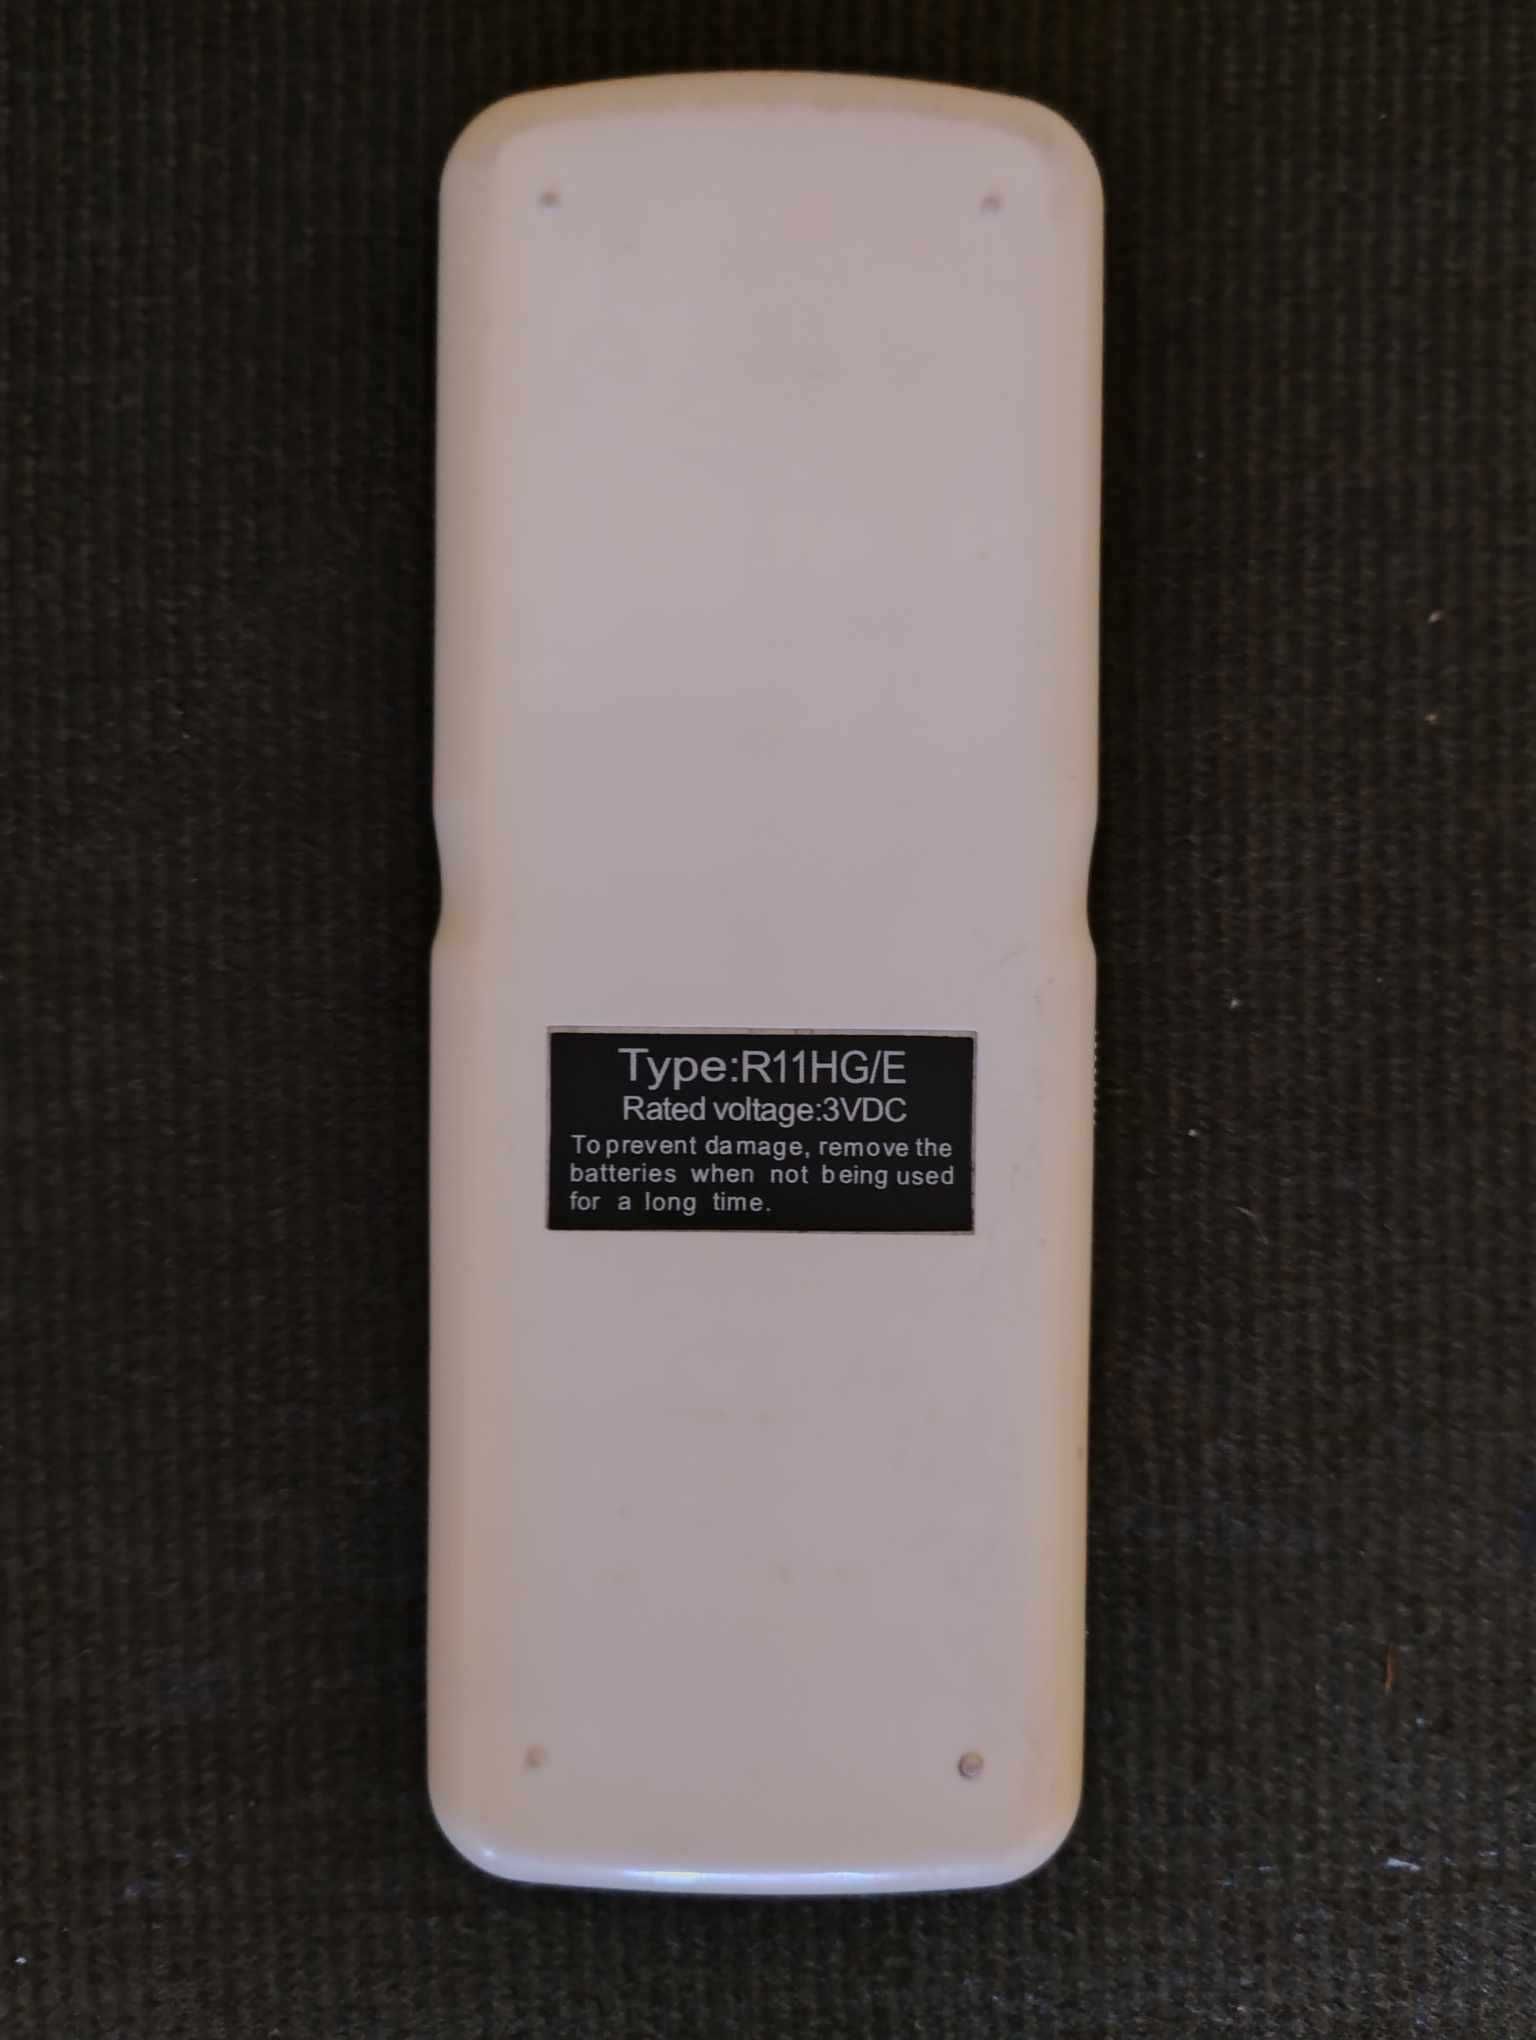 Type:R11HG/E
Rated voltage:3VDC
To prevent damage, remove the
batteries when not being used
for a long time.